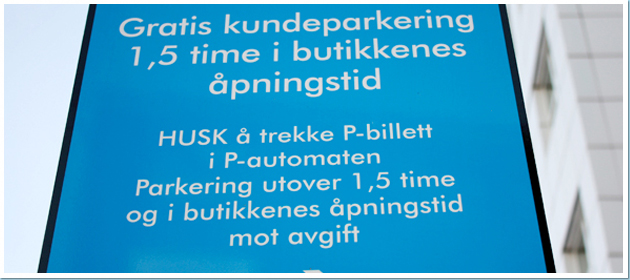 Gratis kundeparkering
1,5 time i butikkenes
åpningstid
HUSK å trekke P-billett
i P-automaten
Parkering utover 1,5 time
og i butikkenes åpningstid
mot avgift